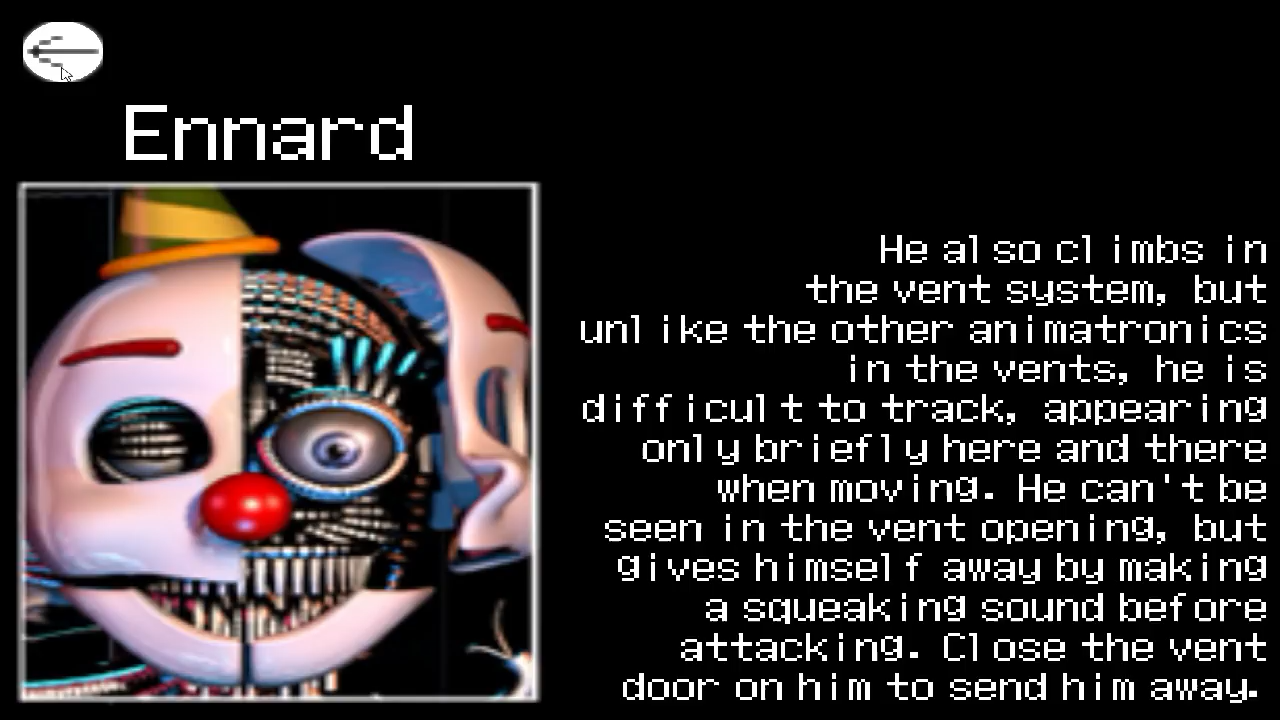 Ennard
He also climbs in
the vent system, but
unlike the other animatronics
in the vents, he is
difficult to track, appearing
only briefly here and there
when moving. He can't be
seen in the vent opening, but
gives himself away by making
a squeaking sound before
attacking. Close the vent
door on him to send him away.